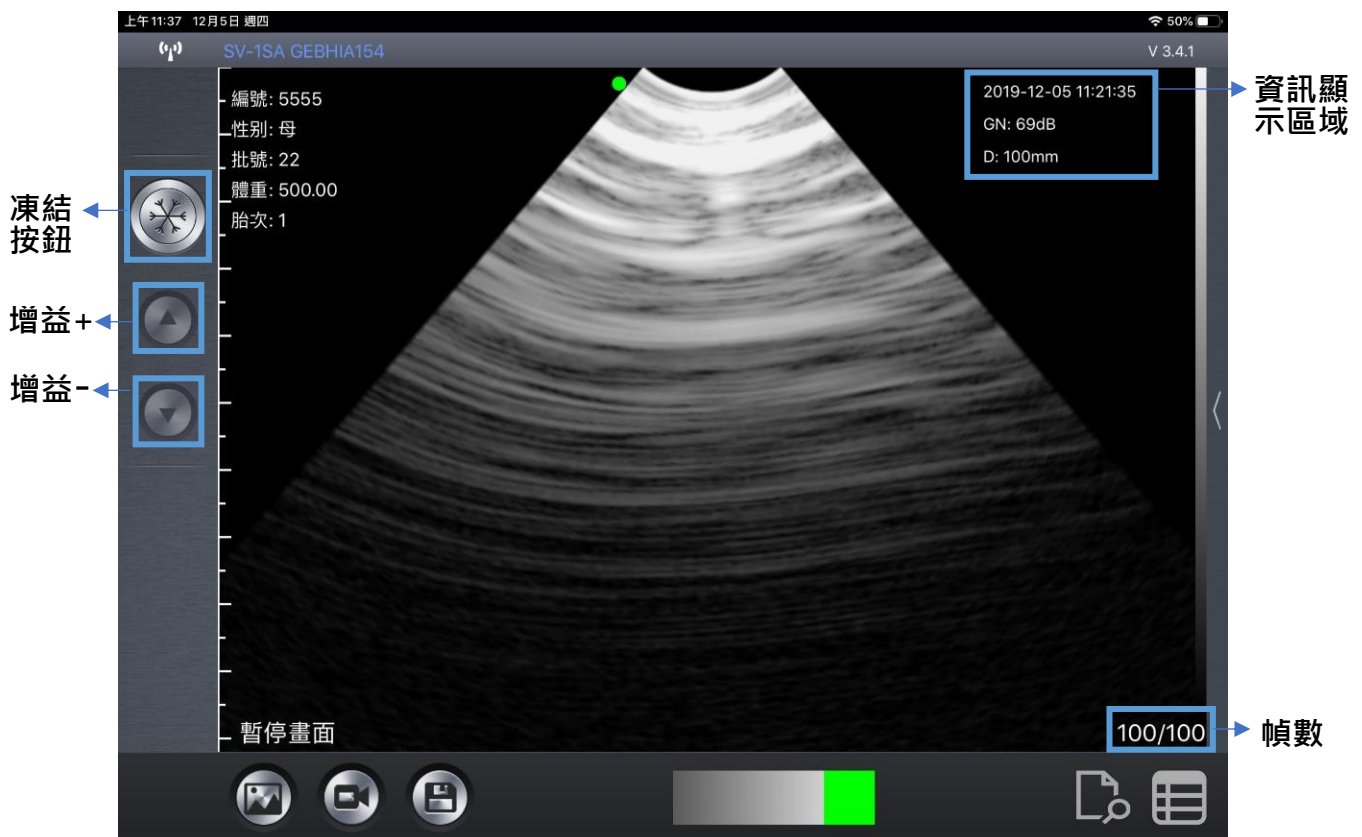 上午11:37 12月5日 週四
50%
SV-1SA GEBHIA154
V 3.4.1
編號: 5555
性别: 母
批號: 22
體重: 500.00
胎次: 1
2019-12-05 11:21:35
GN: 69dB
D: 100mm
資訊顯
示區域
凍結
按鈕
增益+
增益-
暫停畫面
100/100
幀數